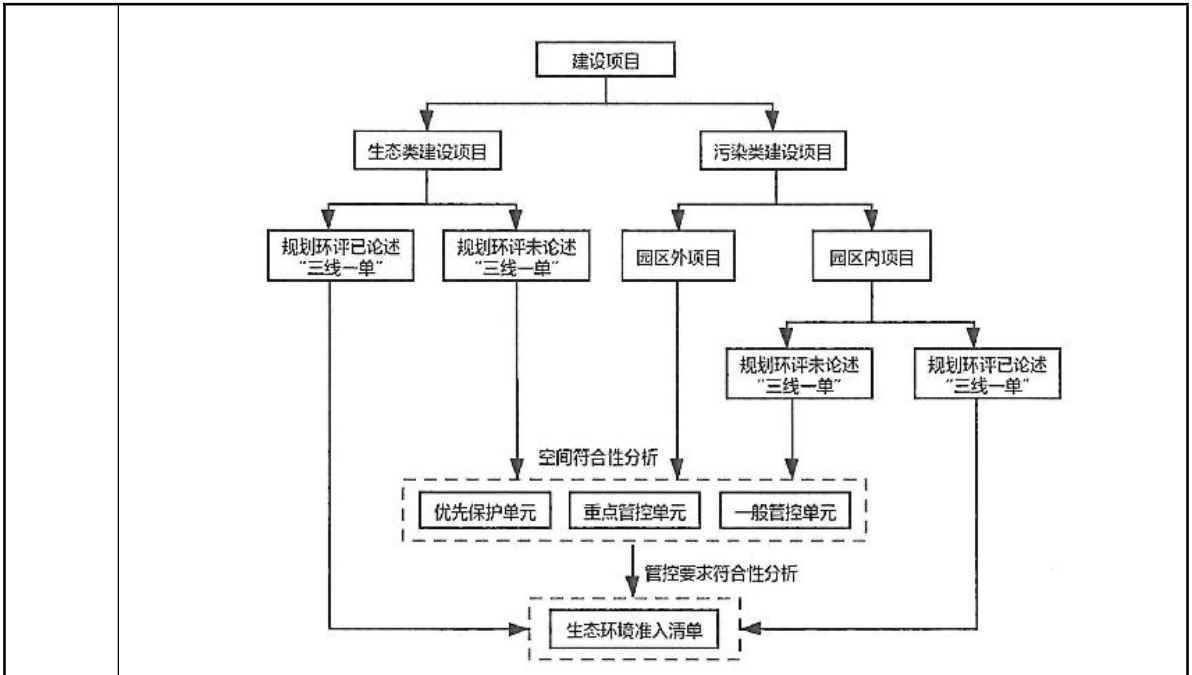 建设项目
生态类建设项目
污染类建设项目
规划环评已论述
“三线一单”
规划环评未论述
“三线一单”
园区外项目
园区内项目
规划环评未论述
“三线一单”
规划环评已论述
“三线一单”
空间符合性分析
优先保护单元
重点管控单元
一般管控单元
管控要求符合性分析
生态环境准入清单